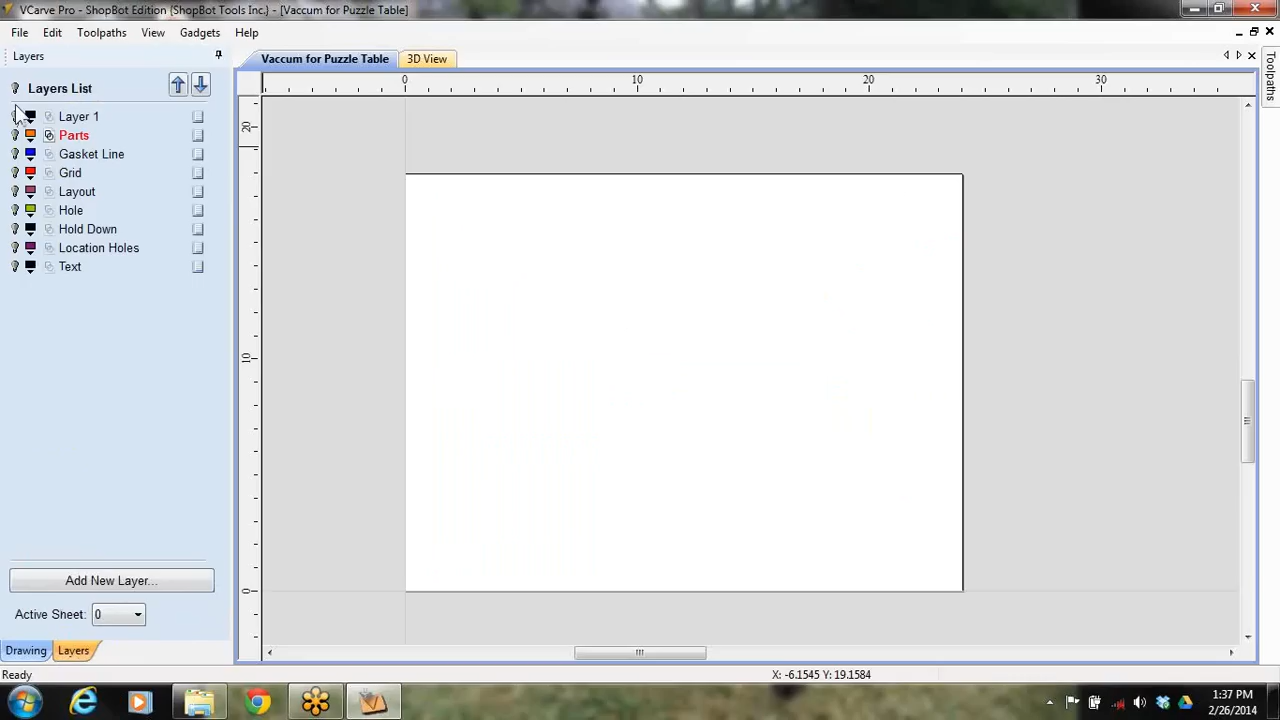 VCarve Pro - ShopBot Edition {ShopBot Tools Inc.} - [Vaccum for Puzzle Table]
File Edit Toolpaths View Gadgets Help
Layers
Vaccum for Puzzle Table 3D View
Layers List
0 10 20 30
Layer 1
Parts
Gasket Line
Grid
Layout
Hole
Hold Down
Location Holes
Text
20
10
0
Toolpaths
Add New Layer...
Active Sheet: 0
Drawing Layers
Ready
X: -6.1545 Y: 19.1584
1:37 PM
2/26/2014